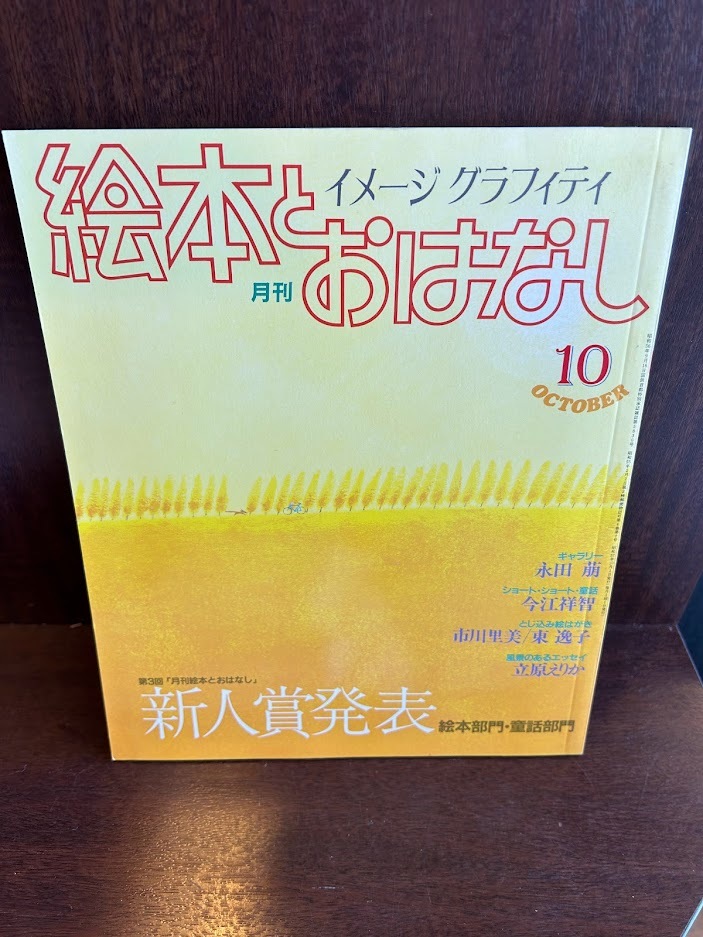 イメージ グラフィティ
絵本と
月刊
おはなし
10
OCTOBER
ギャラリー
永田 萠
ショート・ショート・童話
今江祥智
とじ込み絵はがき
市川里美/東 逸子
風景のあるエッセイ
立原えりか
第3回「月刊絵本とおはなし」
新人賞発表 絵本部門・童話部門